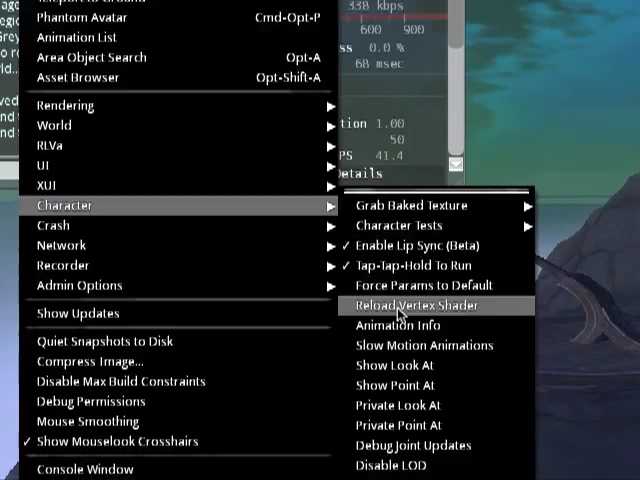 Phantom Avatar Cmd-Opt-P
Animation List
Area Object Search Opt-A
Asset Browser Opt-Shift-A
Rendering
World
RLVa
UI
XUI
Character
Crash
Network
Recorder
Admin Options
Show Updates
Quiet Snapshots to Disk
Compress Image...
Disable Max Build Constraints
Debug Permissions
Mouse Smoothing
✓ Show Mouselook Crosshairs
Console Window
338 kbps
600 900
ss 0.0 %
68 msec
tion 1.00
50
PS 41.4
Details
Grab Baked Texture
Character Tests
✓ Enable Lip Sync (Beta)
✓ Tap-Tap-Hold To Run
Force Params to Default
Reload Vertex Shader
Animation Info
Slow Motion Animations
Show Look At
Show Point At
Private Look At
Private Point At
Debug Joint Updates
Disable LOD